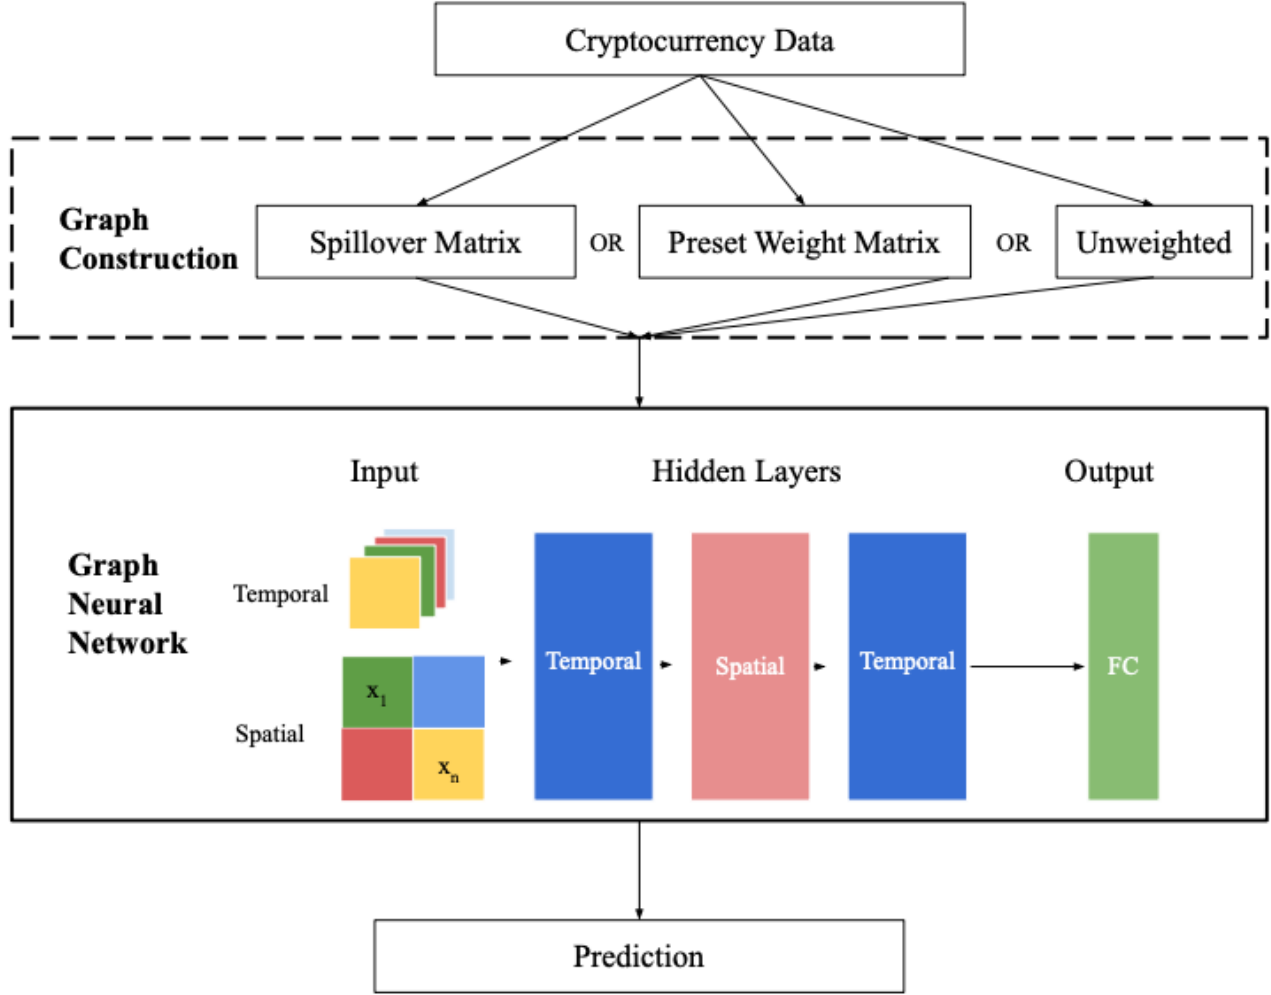 Cryptocurrency Data
Graph
Construction
Spillover Matrix
OR
Preset Weight Matrix
OR
Unweighted
Input
Hidden Layers
Output
Graph
Neural
Network
Temporal
Spatial
x₁
xₙ
Temporal
Spatial
Temporal
FC
Prediction